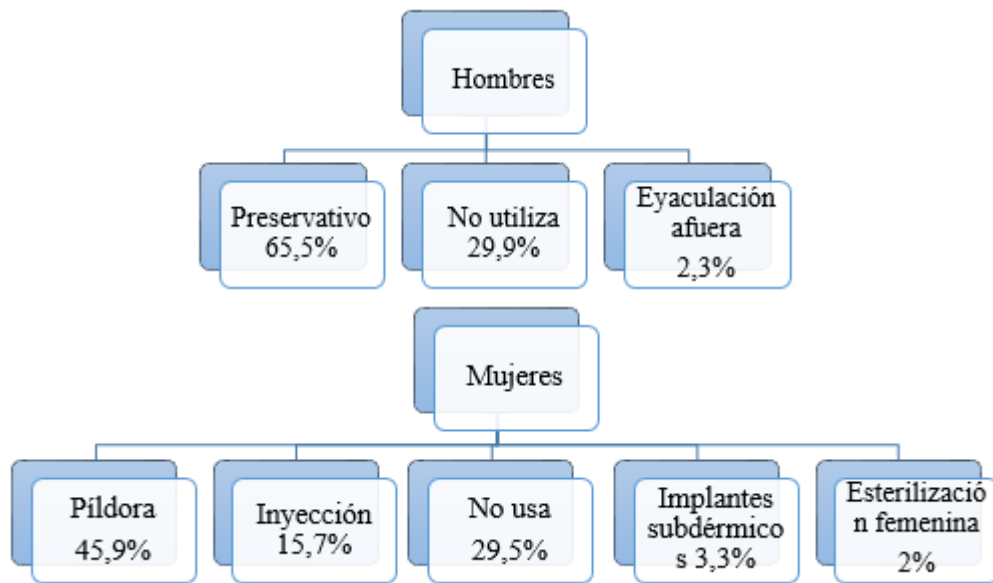 Hombres
Preservativo
65,5%
No utiliza
29,9%
Eyaculación
afuera
2,3%
Mujeres
Píldora
45,9%
Inyección
15,7%
No usa
29,5%
Implantes
subdérmico
s 3,3%
Esterilizació
n femenina
2%